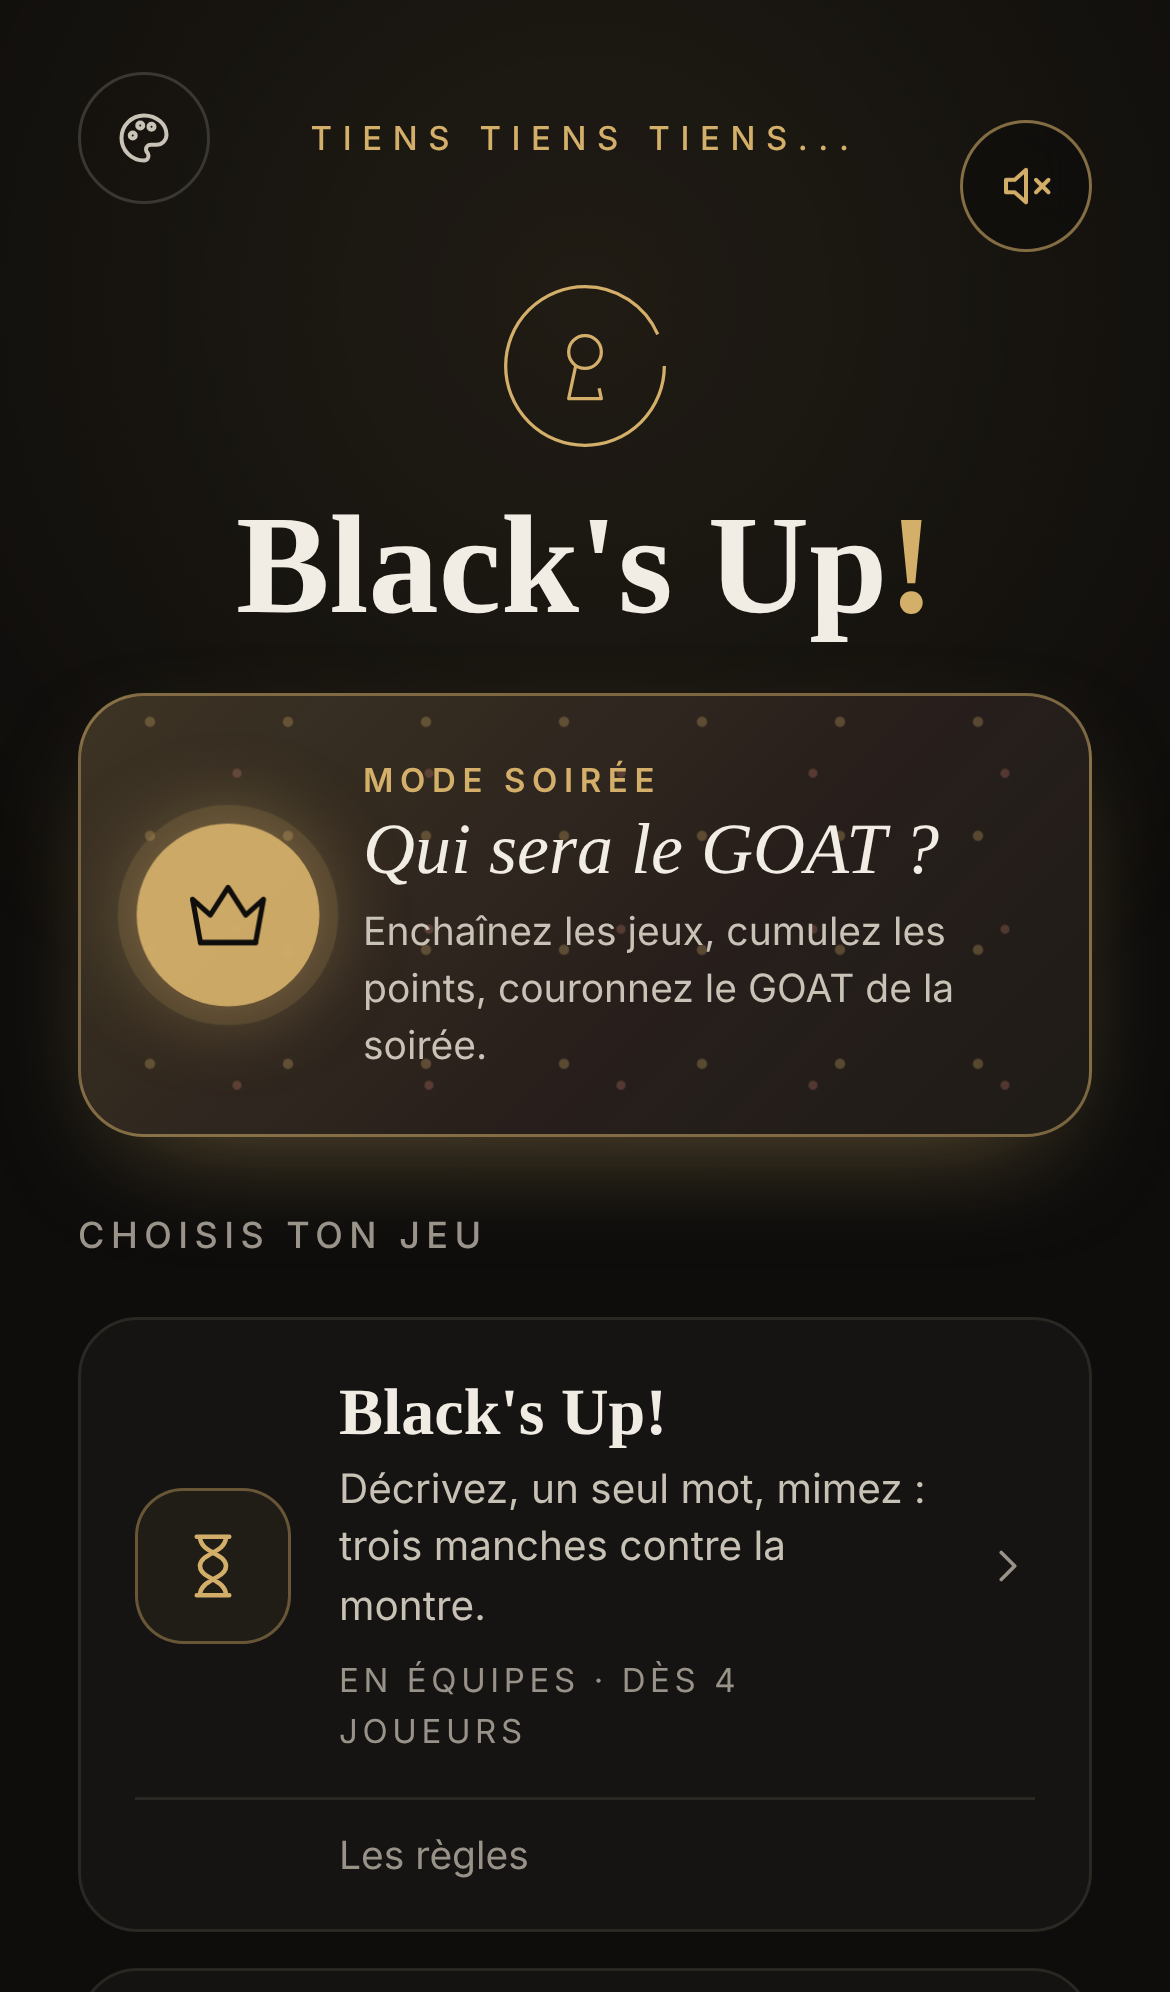 TIENS TIENS TIENS...
Black's Up!
MODE SOIRÉE
Qui sera le GOAT ?
Enchaînez les jeux, cumulez les
points, couronnez le GOAT de la
soirée.
CHOISIS TON JEU
Black's Up!
Décrivez, un seul mot, mimez :
trois manches contre la
montre.
EN ÉQUIPES · DÈS 4
JOUEURS
Les règles